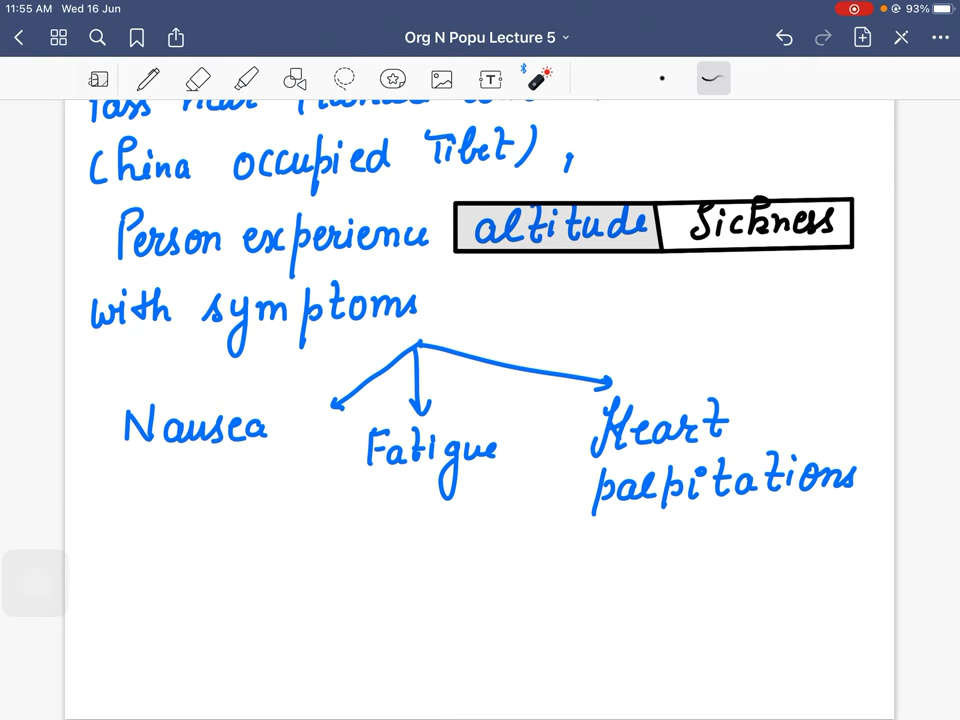 11:55 AM Wed 16 Jun
93%
Org N Popu Lecture 5
T
China occupied Tibet),
Person experience altitude Sickness
with symptoms
Nausea
Fatigue
Heart
palpitations